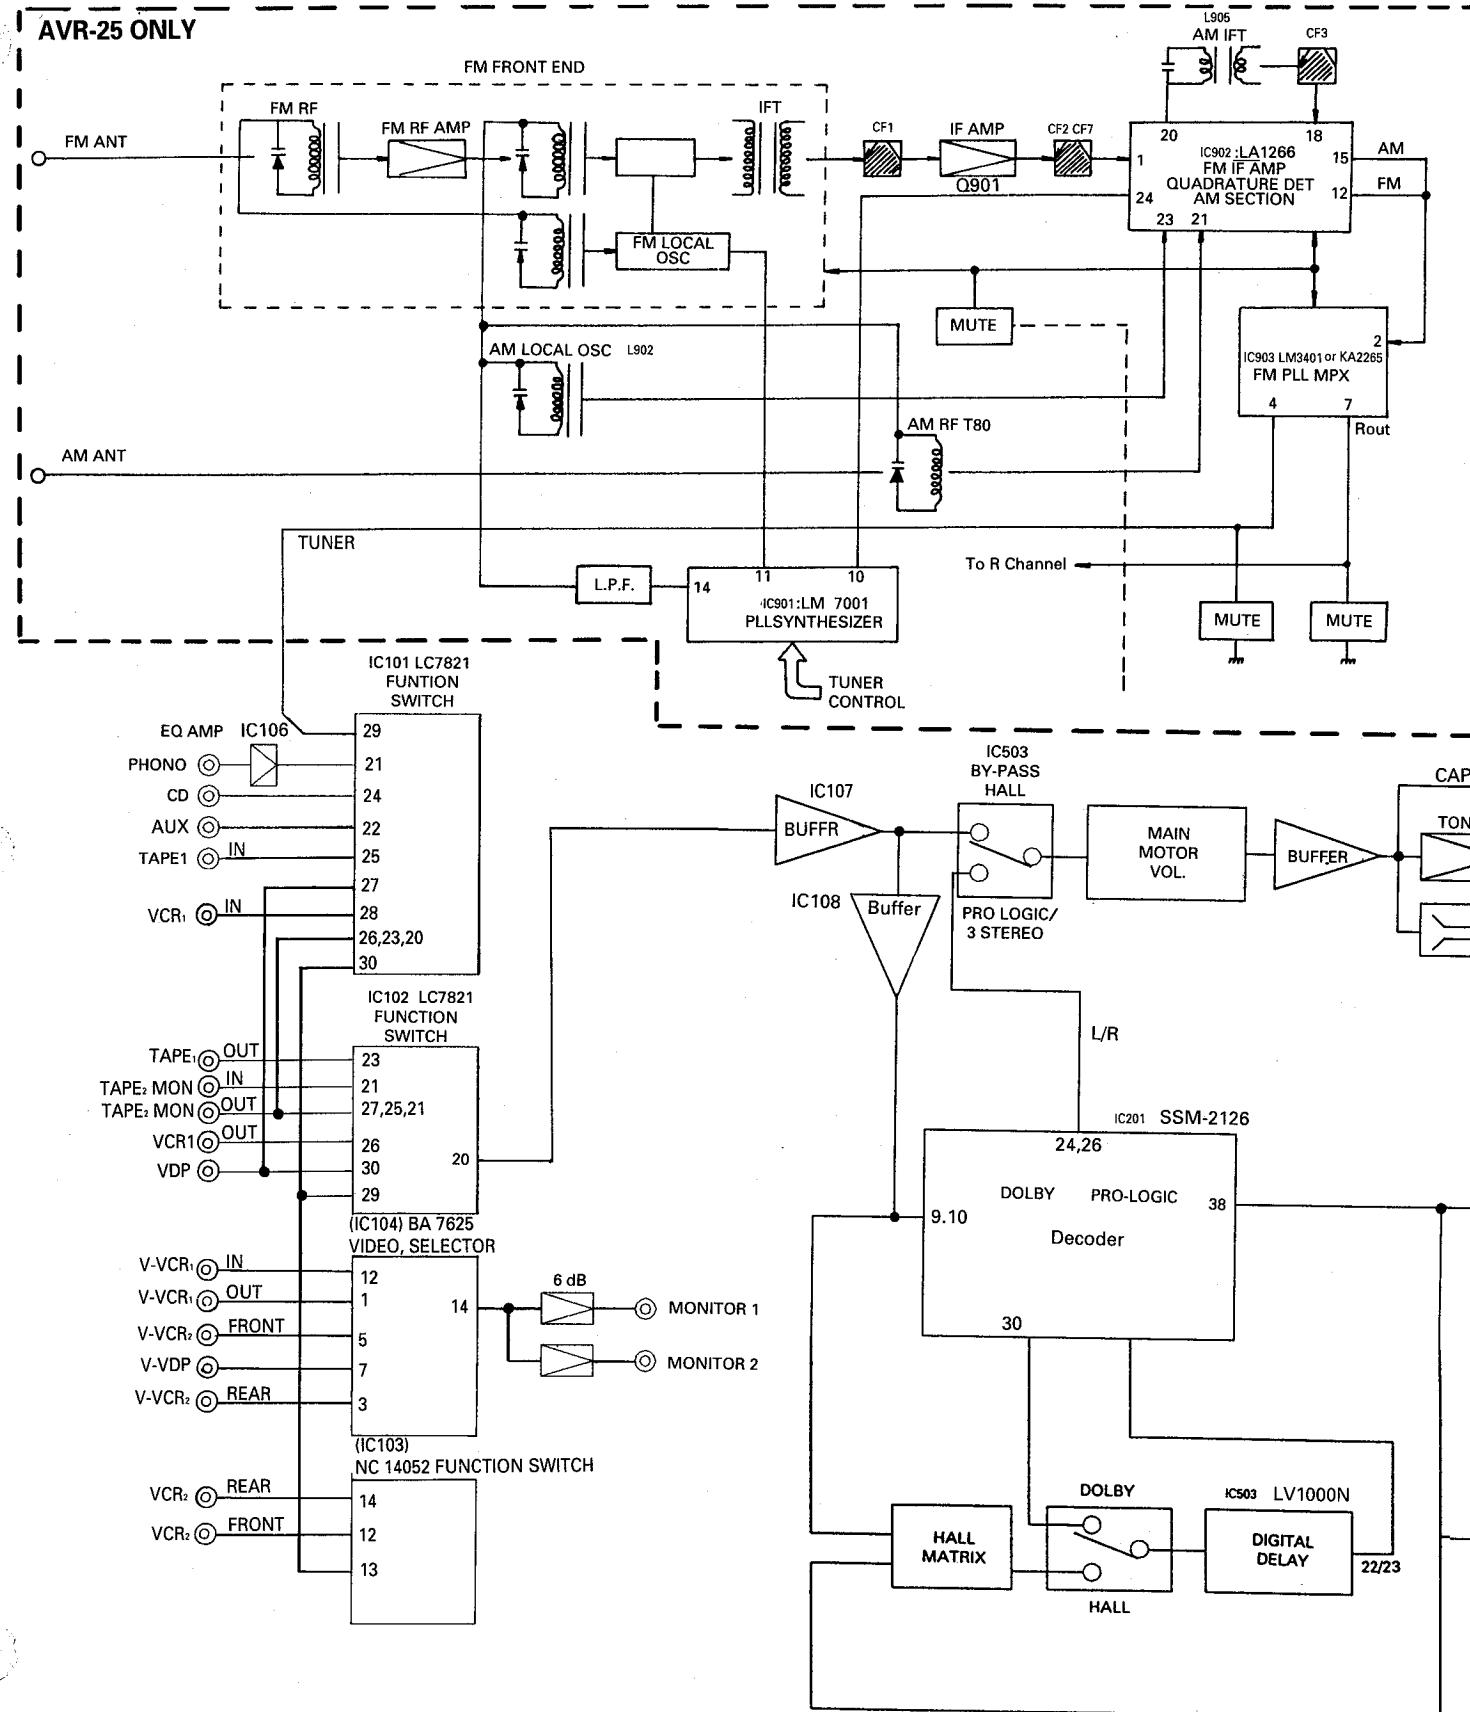 AVR-25 ONLY
L905
AM IFT
CF3
FM FRONT END
FM RF
FM RF AMP
IFT
FM ANT
CF1
IF AMP
CF2 CF7
Q901
20
18
1
IC902 :LA1266
FM IF AMP
QUADRATURE DET
AM SECTION
15
AM
24
12
FM
23
21
FM LOCAL
OSC
MUTE
AM LOCAL OSC
L902
2
IC903 LM3401 or KA2265
FM PLL MPX
4
7
Rout
AM RF T80
AM ANT
TUNER
To R Channel
L.P.F.
14
11
10
IC901:LM 7001
PLLSYNTHESIZER
MUTE
MUTE
TUNER
CONTROL
IC101 LC7821
FUNTION
SWITCH
EQ AMP
IC106
29
PHONO
21
CD
24
AUX
22
TAPE1
IN
25
27
VCR1
IN
28
26,23,20
30
IC503
BY-PASS
HALL
IC107
BUFFR
MAIN
MOTOR
VOL.
BUFFER
CAP
TON
IC108
Buffer
PRO LOGIC/
3 STEREO
IC102 LC7821
FUNCTION
SWITCH
L/R
TAPE1
OUT
23
TAPE2 MON
IN
21
TAPE2 MON
OUT
27,25,21
VCR1
OUT
26
VDP
30
20
29
IC201
SSM-2126
24,26
DOLBY
PRO-LOGIC
38
9.10
Decoder
30
(IC104) BA 7625
VIDEO, SELECTOR
V-VCR1
IN
12
V-VCR1
OUT
1
14
6 dB
MONITOR 1
V-VCR2
FRONT
5
V-VDP
7
MONITOR 2
V-VCR2
REAR
3
(IC103)
NC 14052 FUNCTION SWITCH
VCR2
REAR
14
VCR2
FRONT
12
13
HALL
MATRIX
DOLBY
HALL
IC503
LV1000N
DIGITAL
DELAY
22/23